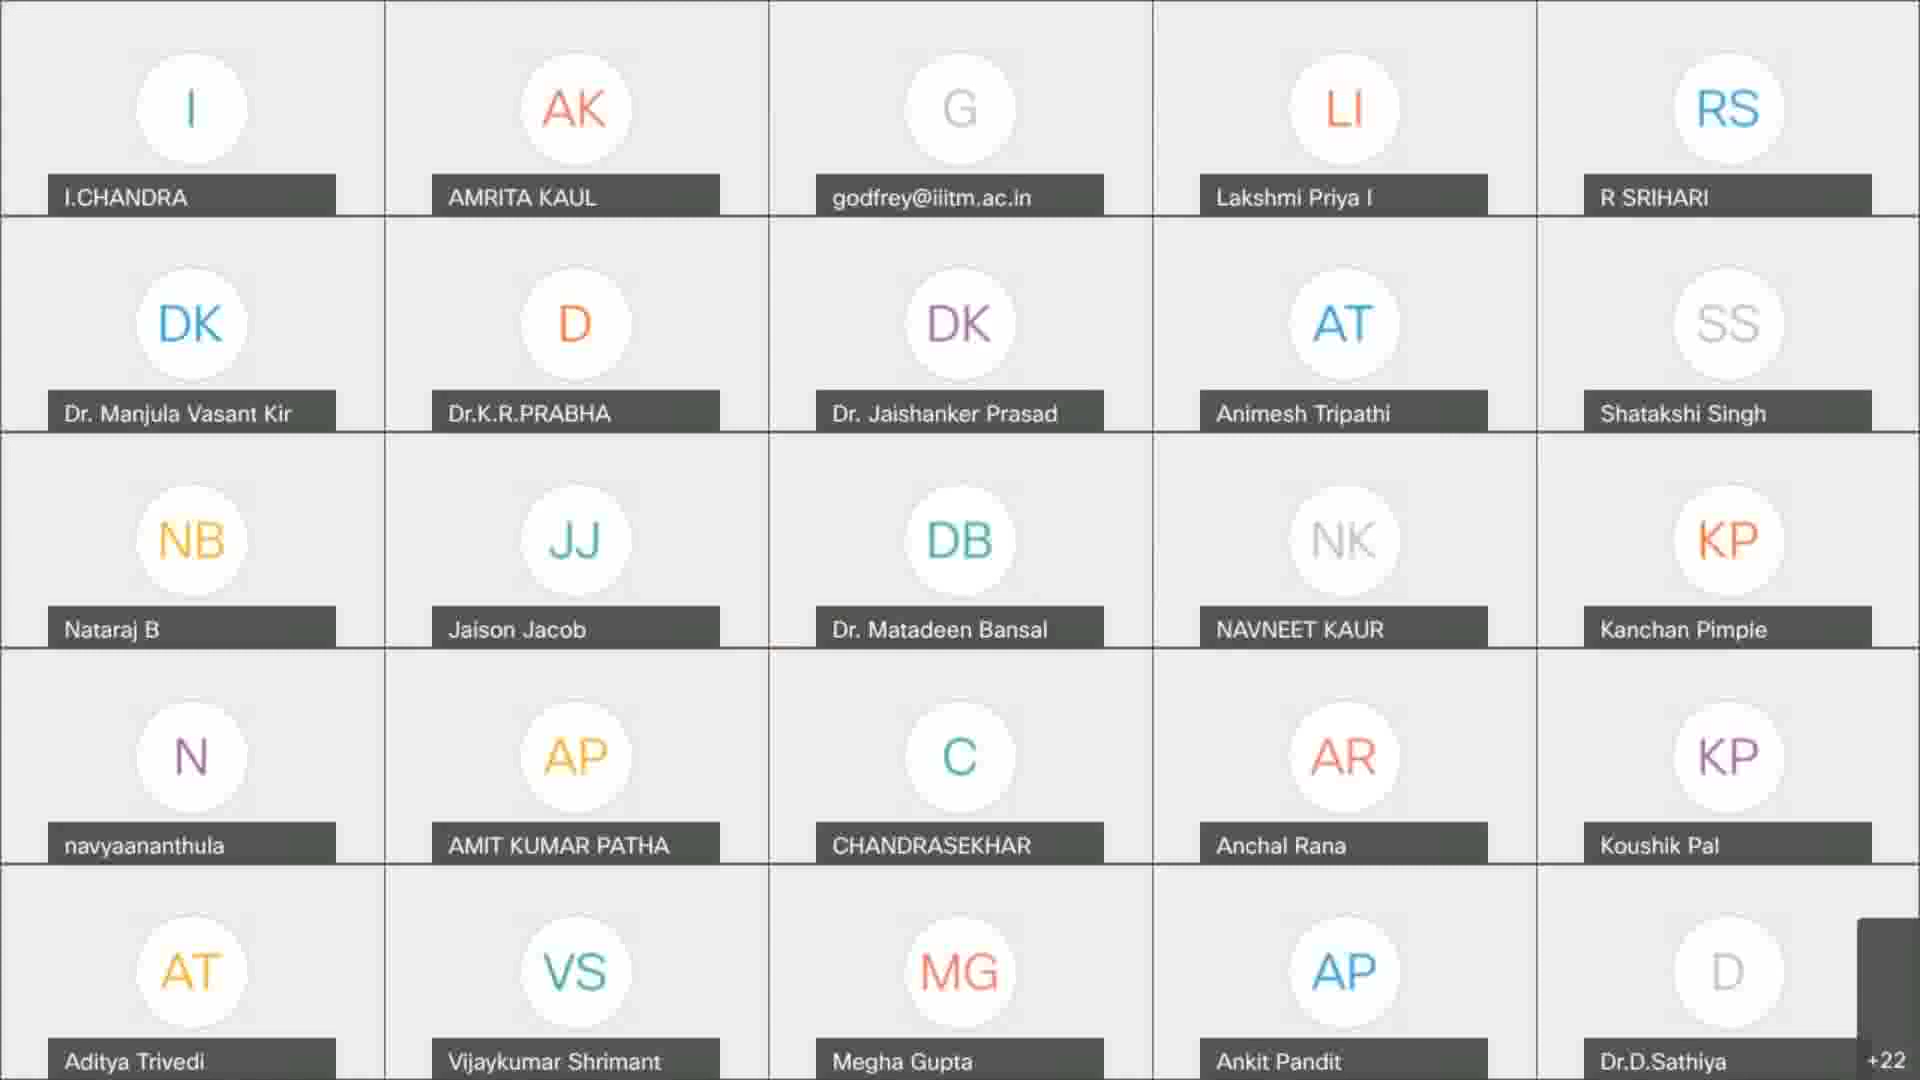 I AK G LI RS
I.CHANDRA AMRITA KAUL godfrey@iiitm.ac.in Lakshmi Priya I R SRIHARI
DK D DK AT SS
Dr. Manjula Vasant Kir Dr.K.R.PRABHA Dr. Jaishanker Prasad Animesh Tripathi Shatakshi Singh
NB JJ DB NK KP
Nataraj B Jaison Jacob Dr. Matadeen Bansal NAVNEET KAUR Kanchan Pimple
N AP C AR KP
navyaananthula AMIT KUMAR PATHA CHANDRASEKHAR Anchal Rana Koushik Pal
AT VS MG AP D
Aditya Trivedi Vijaykumar Shrimant Megha Gupta Ankit Pandit Dr.D.Sathiya +22